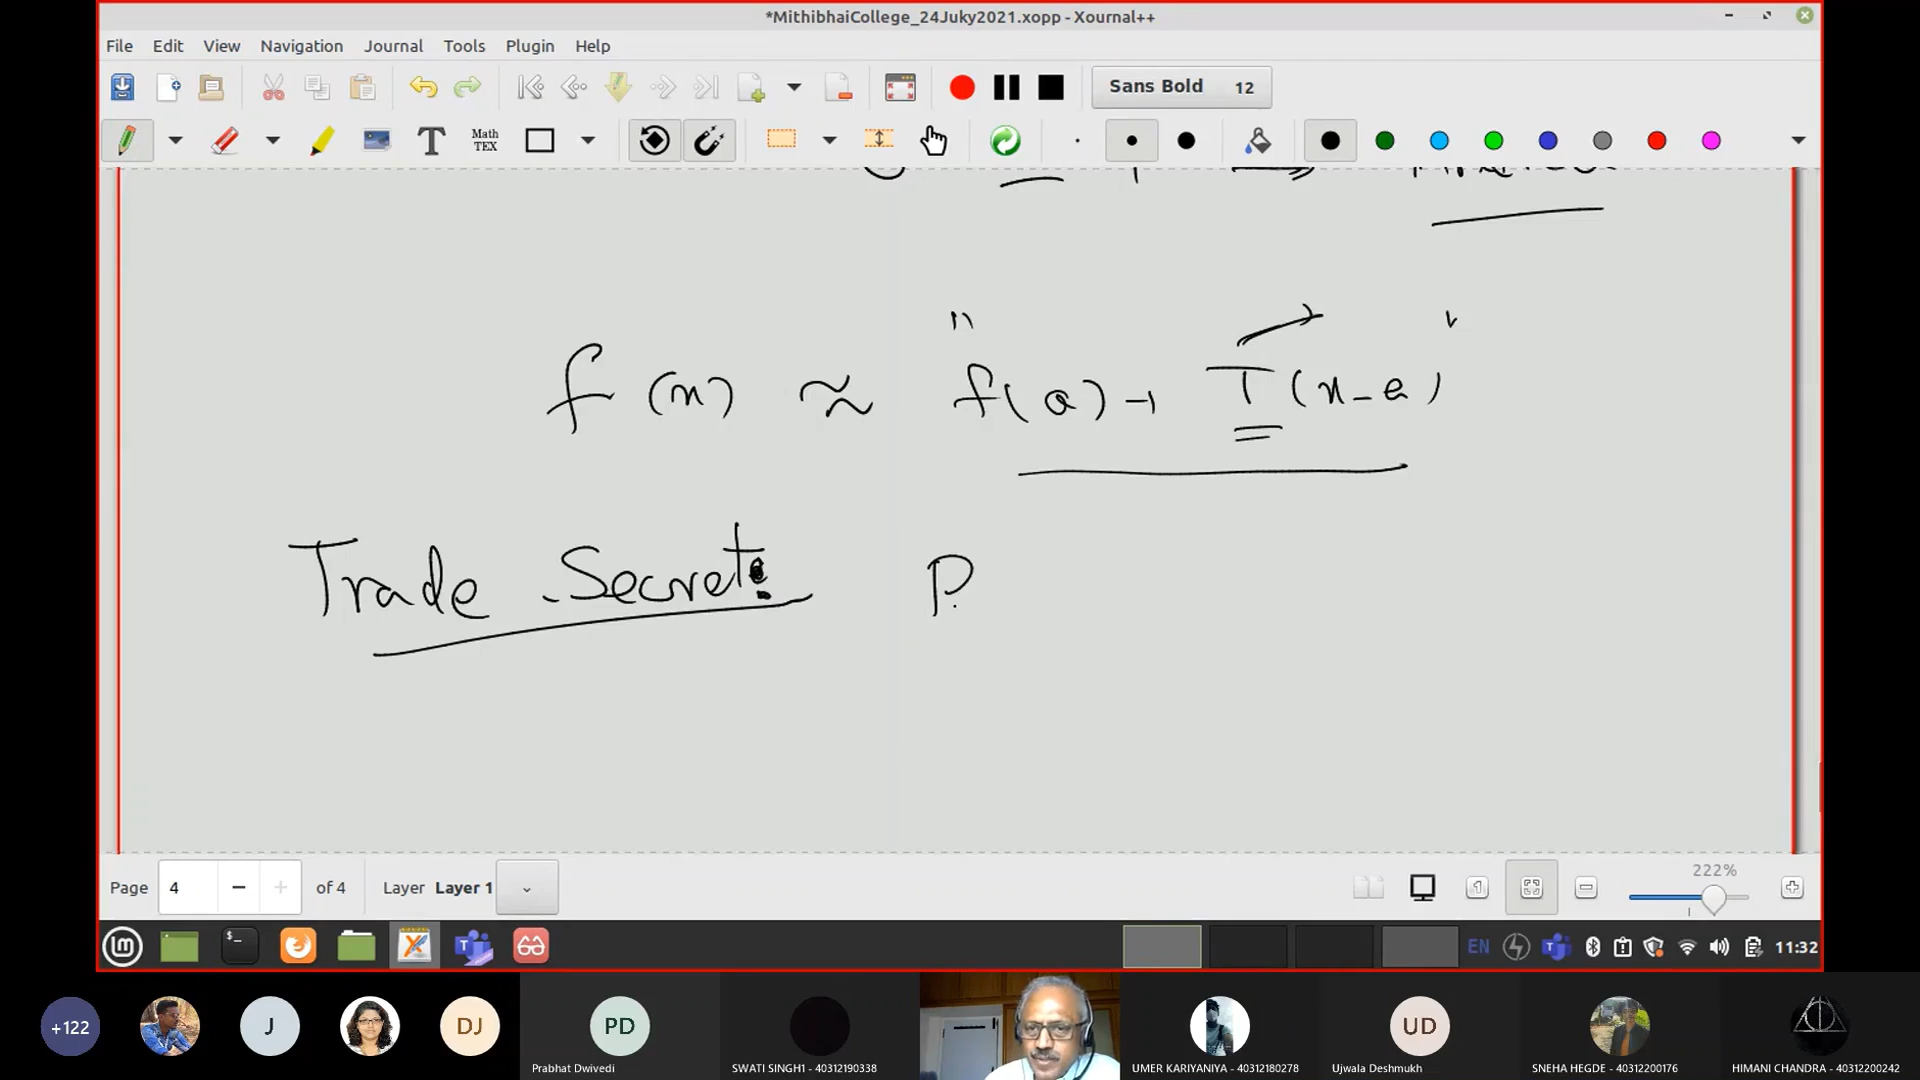 *MithibhaiCollege_24Juky2021.xopp - Xournal++
File Edit View Navigation Journal Tools Plugin Help
Sans Bold 12
T Math TEX
" "
f(x) ≈ f(a) + T(x-a)
Trade Secret: P
222%
Page 4 of 4 Layer Layer 1
EN 11:32
+122 J DJ PD UD
Prabhat Dwivedi SWATI SINGH1 - 40312190338 UMER KARIYANIYA - 40312180278 Ujwala Deshmukh SNEHA HEGDE - 40312200176 HIMANI CHANDRA - 40312200242